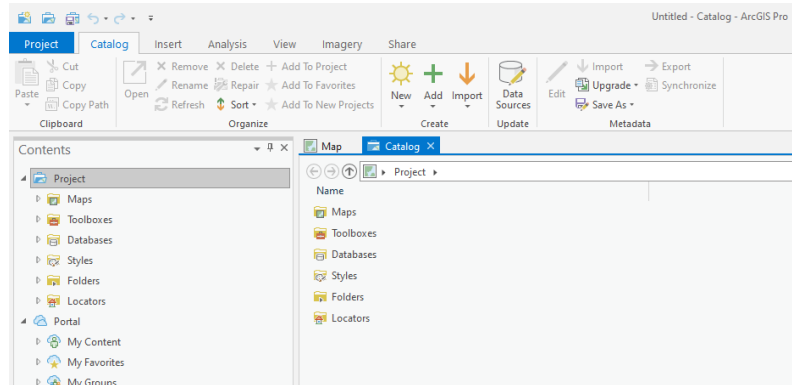 Untitled - Catalog - ArcGIS Pro
Project Catalog Insert Analysis View Imagery Share
Cut Remove Delete Add To Project Import Export
Copy Rename Repair Add To Favorites Upgrade Synchronize
Paste Open New Add Import Data Sources Edit
Copy Path Refresh Sort Add To New Projects Save As
Clipboard Organize Create Update Metadata
Contents Map Catalog
Project Project
Name
Maps Maps
Toolboxes Toolboxes
Databases Databases
Styles Styles
Folders Folders
Locators Locators
Portal
My Content
My Favorites
My Groups